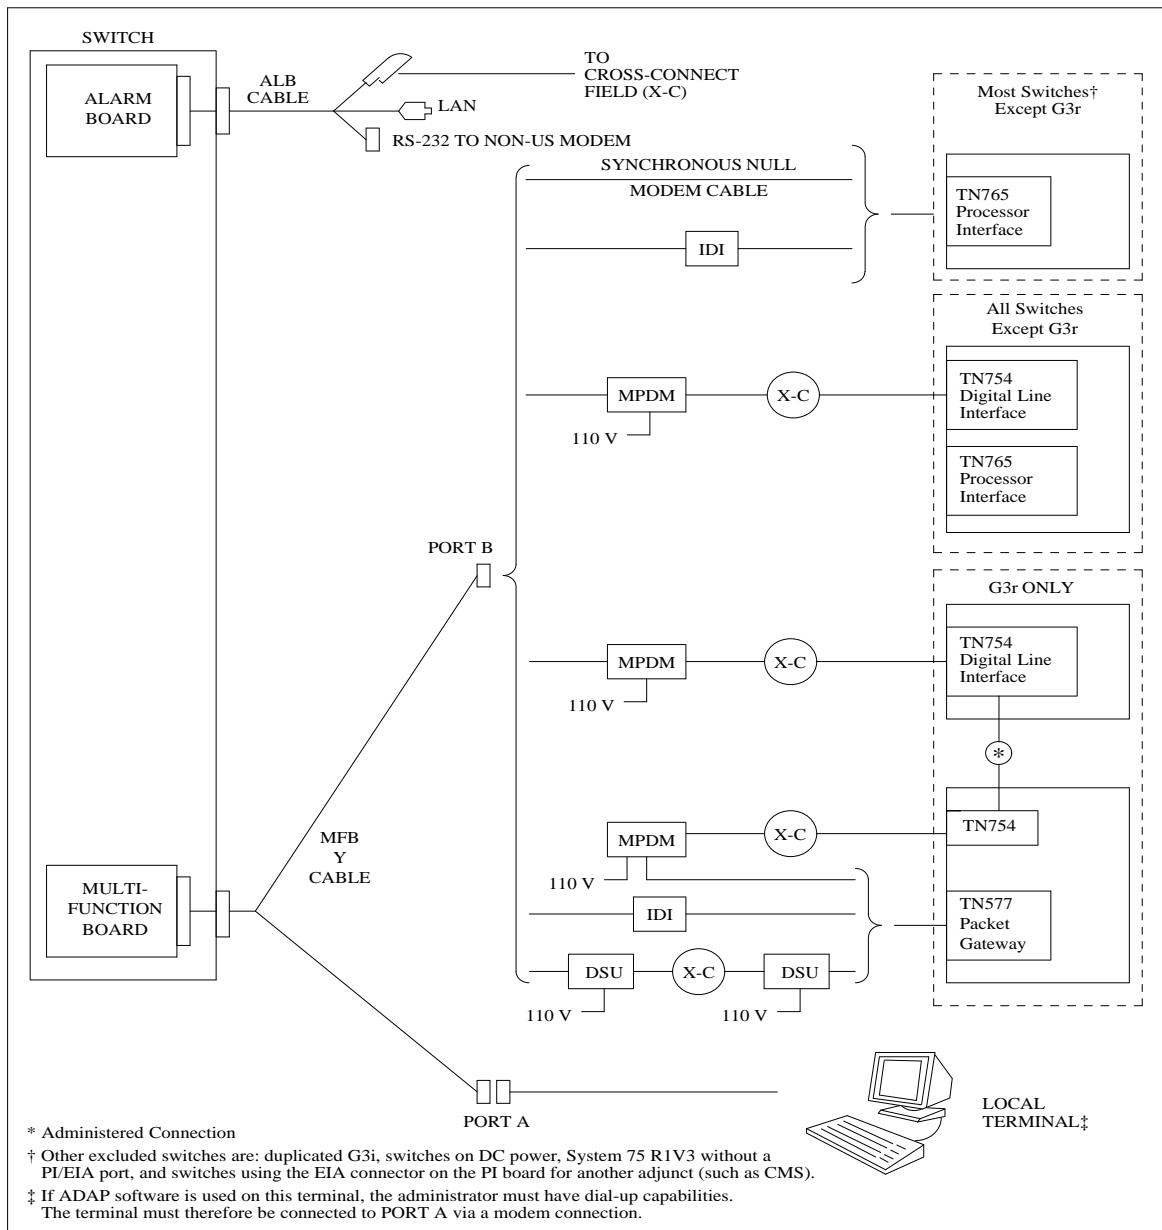 SWITCH
ALARM
BOARD
ALB
CABLE
TO
CROSS-CONNECT
FIELD (X-C)
LAN
RS-232 TO NON-US MODEM
Most Switches†
Except G3r
SYNCHRONOUS NULL
MODEM CABLE
TN765
Processor
Interface
IDI
All Switches
Except G3r
MPDM
X-C
110 V
TN754
Digital Line
Interface
TN765
Processor
Interface
PORT B
G3r ONLY
MPDM
X-C
110 V
TN754
Digital Line
Interface
*
MPDM
X-C
110 V
TN754
MFB
Y
CABLE
MULTI-
FUNCTION
BOARD
IDI
TN577
Packet
Gateway
DSU
X-C
DSU
110 V
110 V
PORT A
LOCAL
TERMINAL‡
* Administered Connection
† Other excluded switches are: duplicated G3i, switches on DC power, System 75 R1V3 without a
PI/EIA port, and switches using the EIA connector on the PI board for another adjunct (such as CMS).
‡ If ADAP software is used on this terminal, the administrator must have dial-up capabilities.
The terminal must therefore be connected to PORT A via a modem connection.